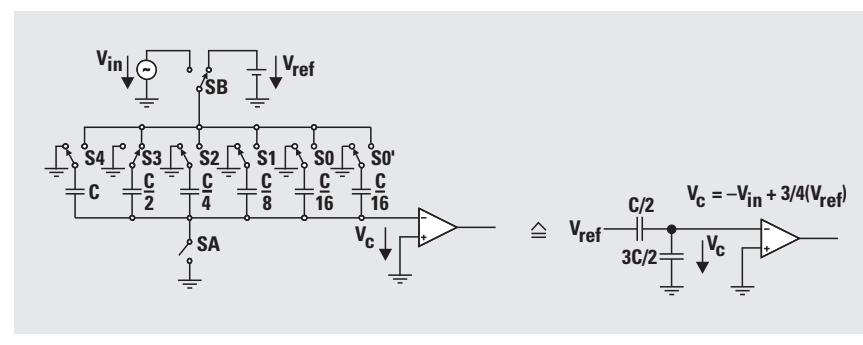 Vin
~
Vref
SB
S4 S3 S2 S1 S0 S0'
C C/2 C/4 C/8 C/16 C/16
SA
Vc
−
+
≙
Vref
C/2
3C/2
Vc
Vc = –Vin + 3/4(Vref)
−
+